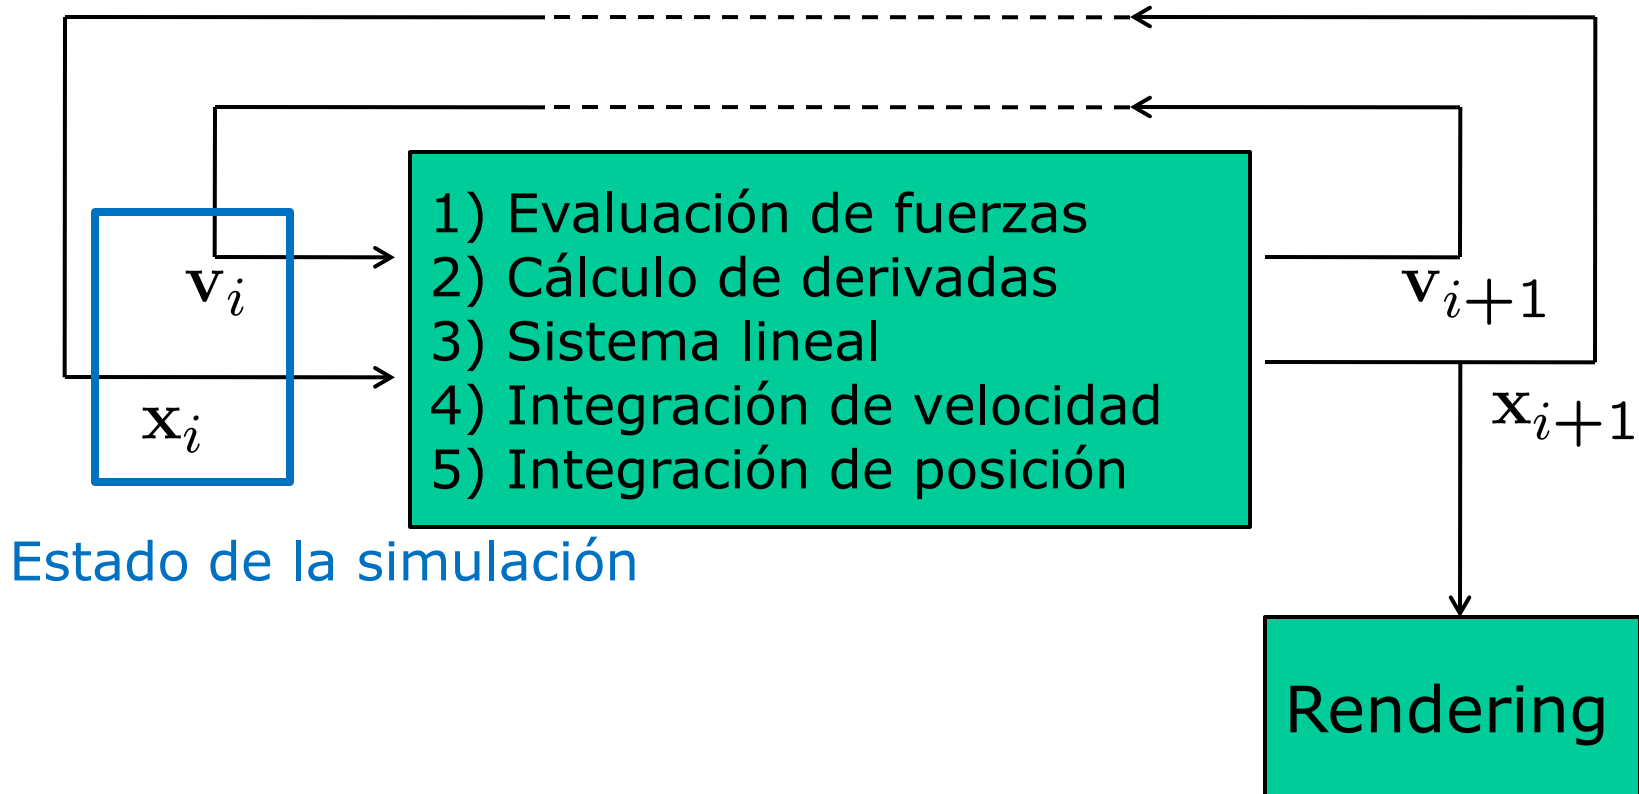 1) Evaluación de fuerzas
2) Cálculo de derivadas
3) Sistema lineal
4) Integración de velocidad
5) Integración de posición
v_i
x_i
v_{i+1}
x_{i+1}
Estado de la simulación
Rendering